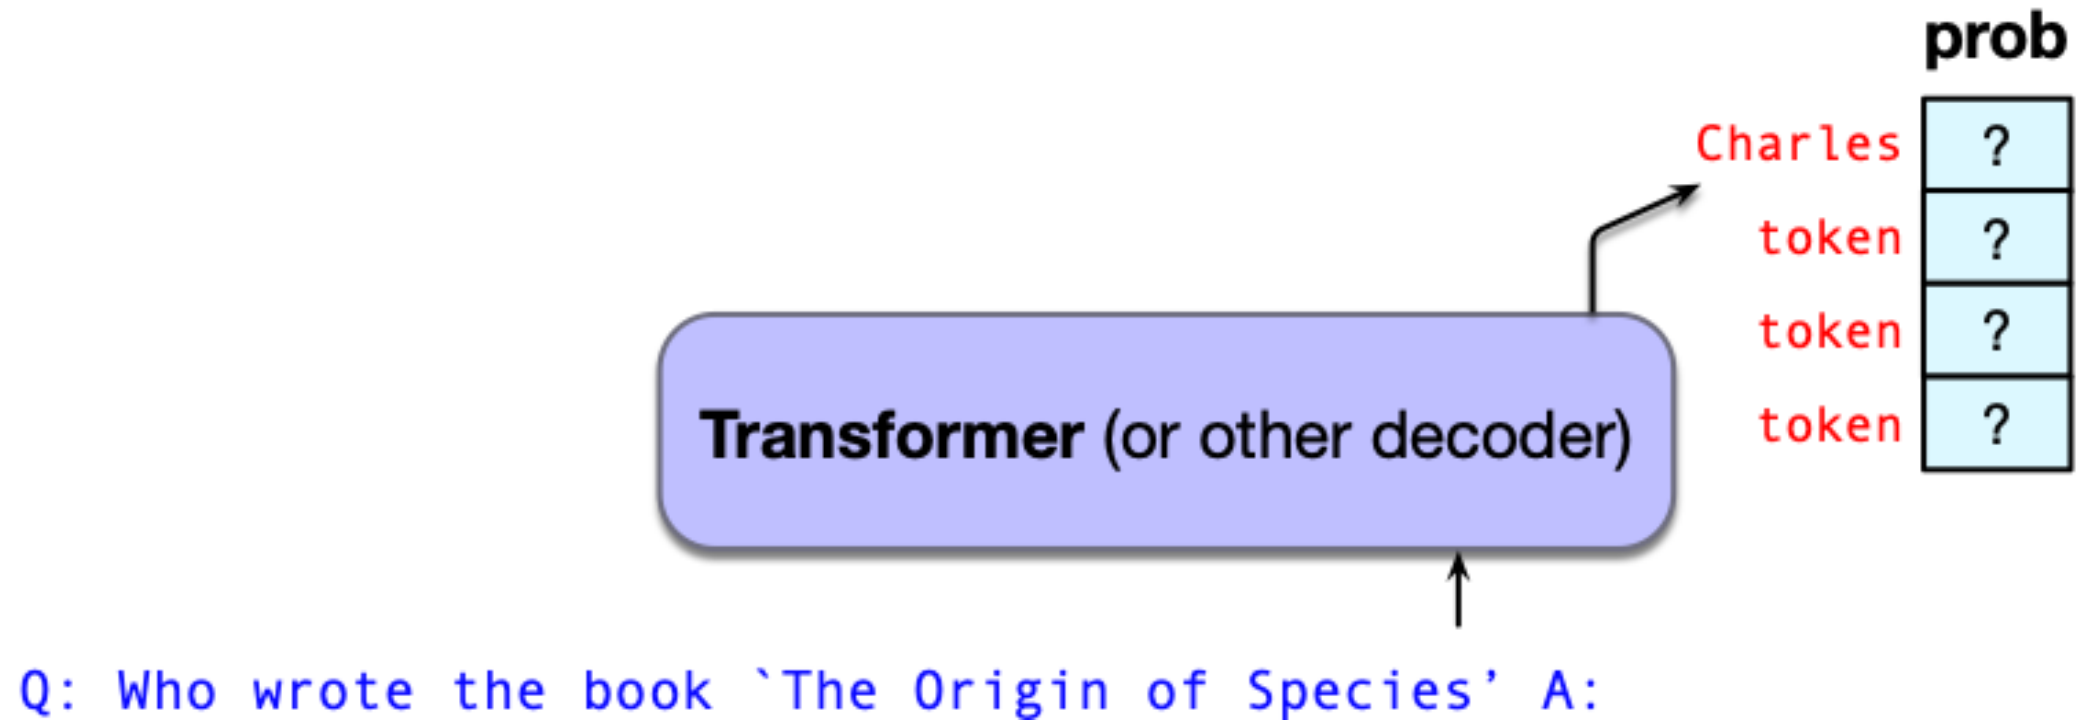 prob
Charles ?
token ?
token ?
token ?
Transformer (or other decoder)
Q: Who wrote the book `The Origin of Species’ A: